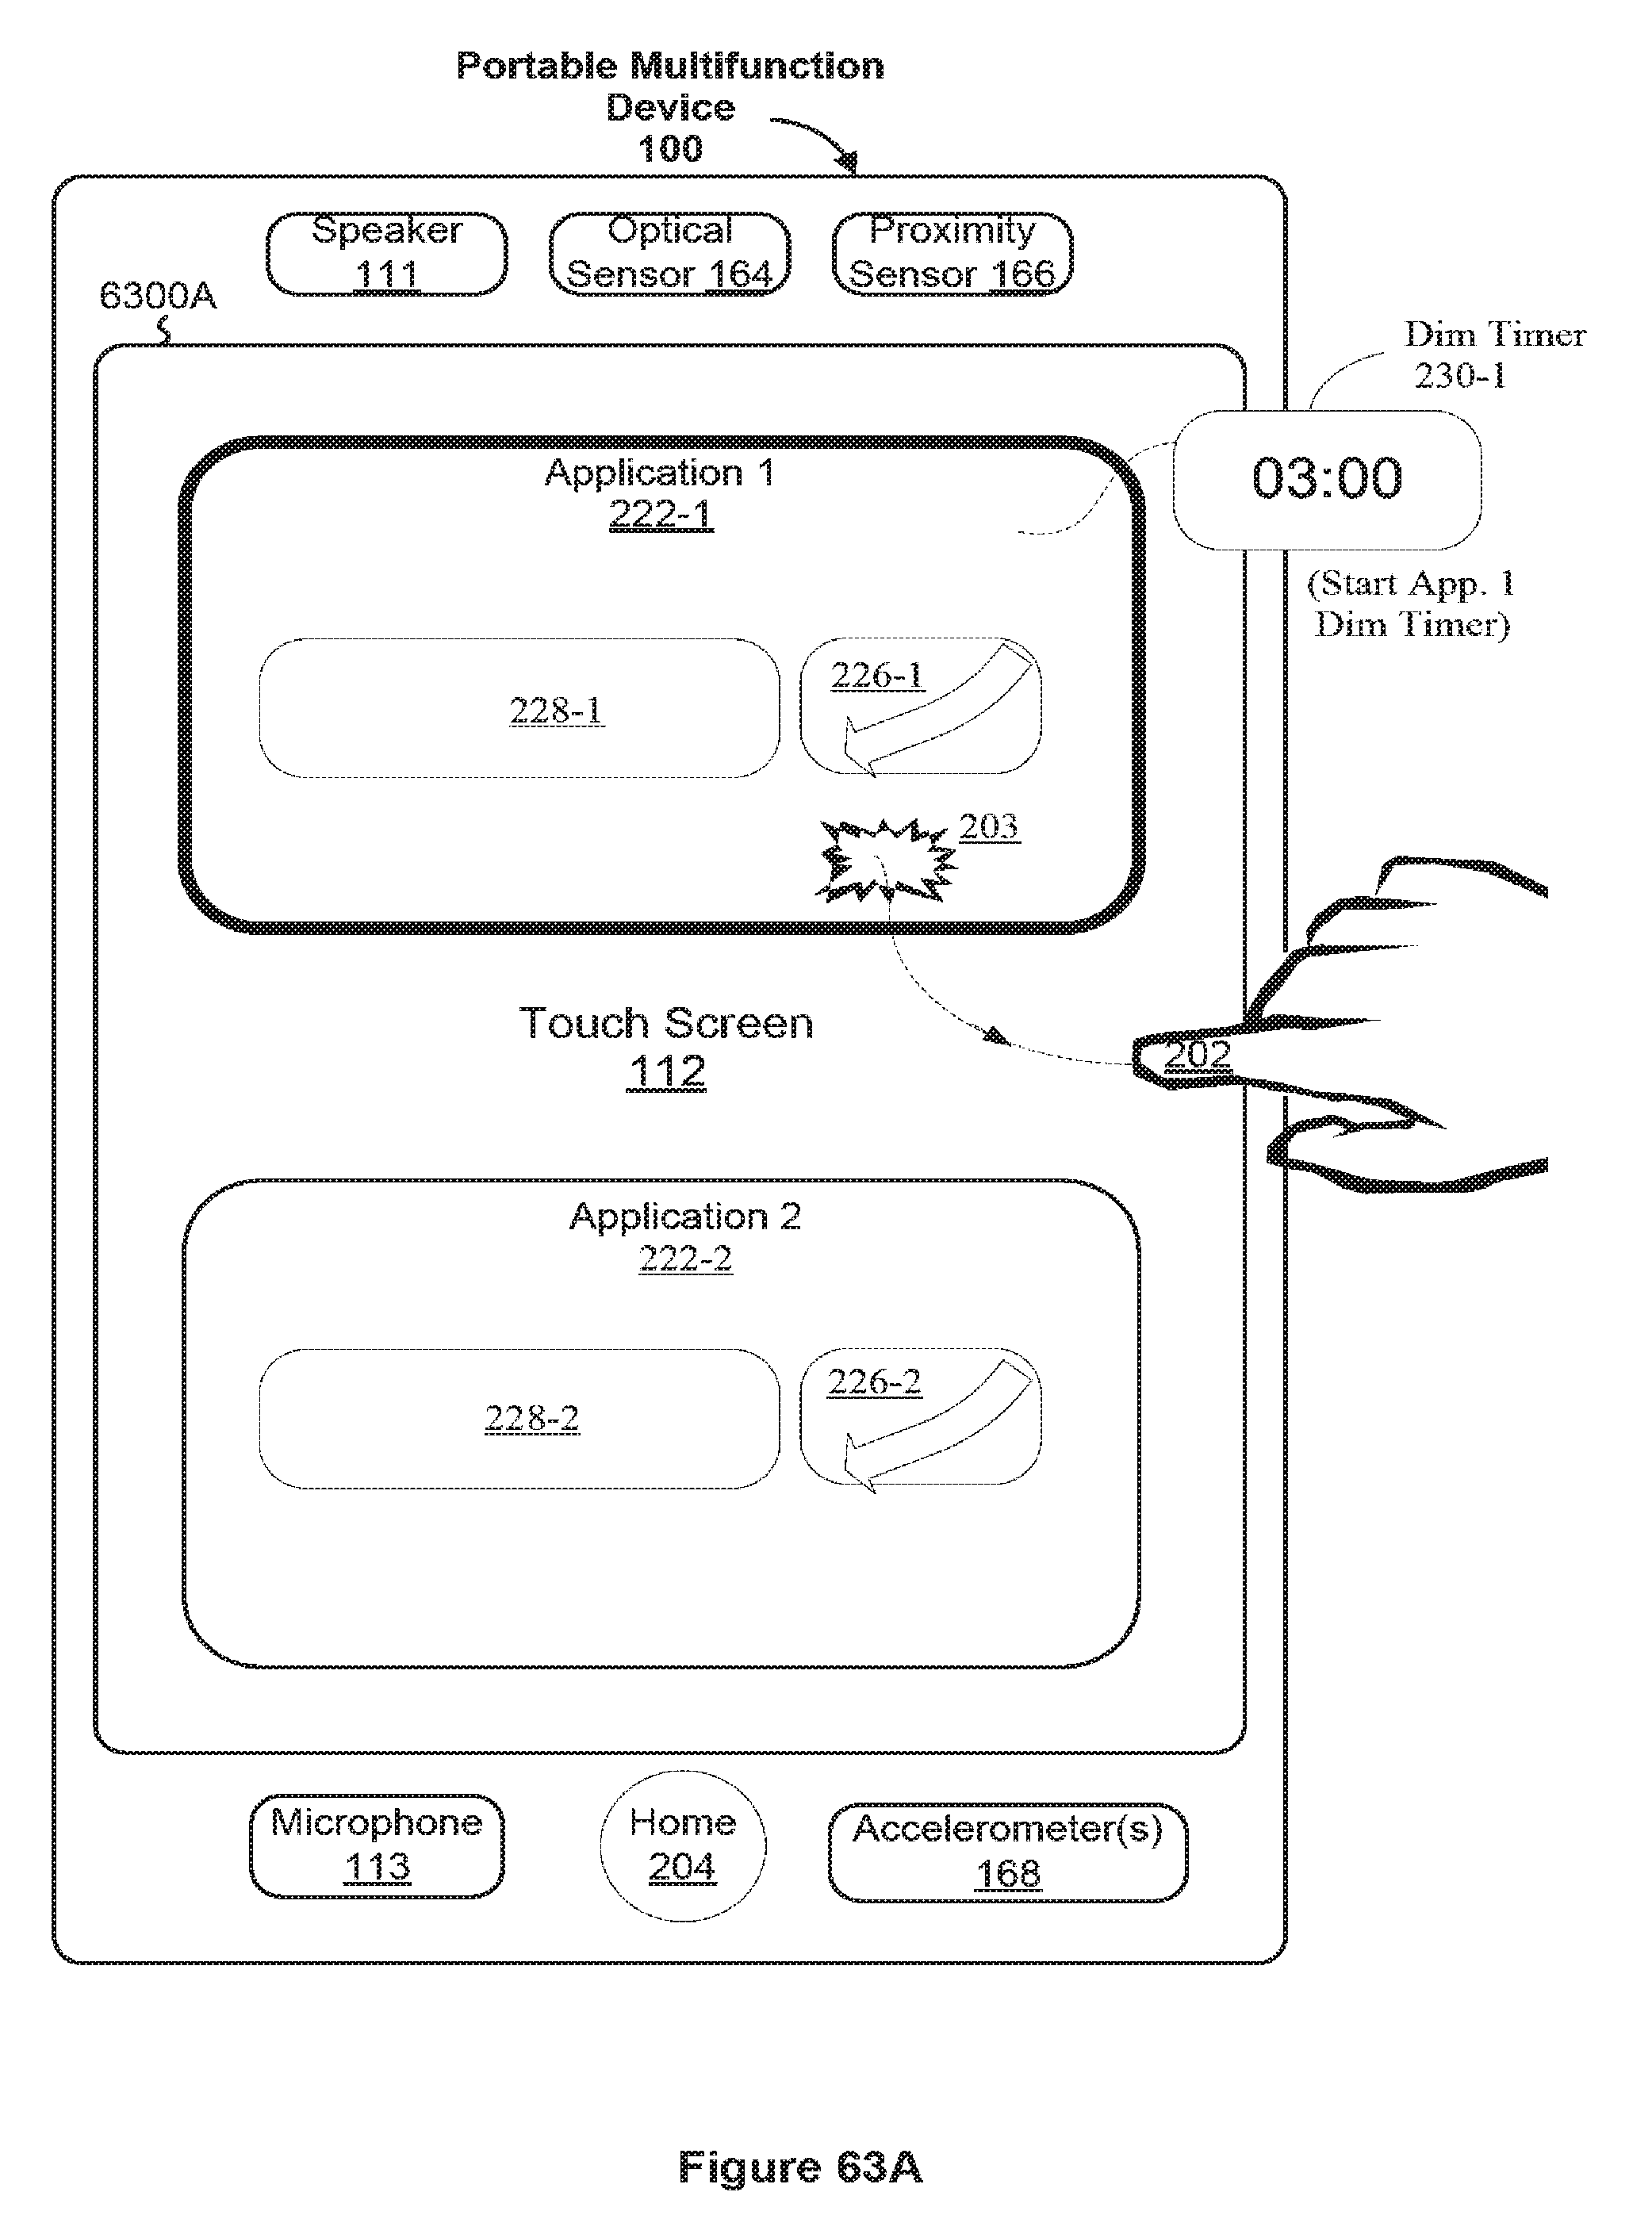 Portable Multifunction
Device
100
Speaker
111
Optical
Sensor 164
Proximity
Sensor 166
6300A
Dim Timer
230-1
03:00
(Start App. 1
Dim Timer)
Application 1
222-1
228-1
226-1
203
Touch Screen
112
202
Application 2
222-2
228-2
226-2
Microphone
113
Home
204
Accelerometer(s)
168
Figure 63A